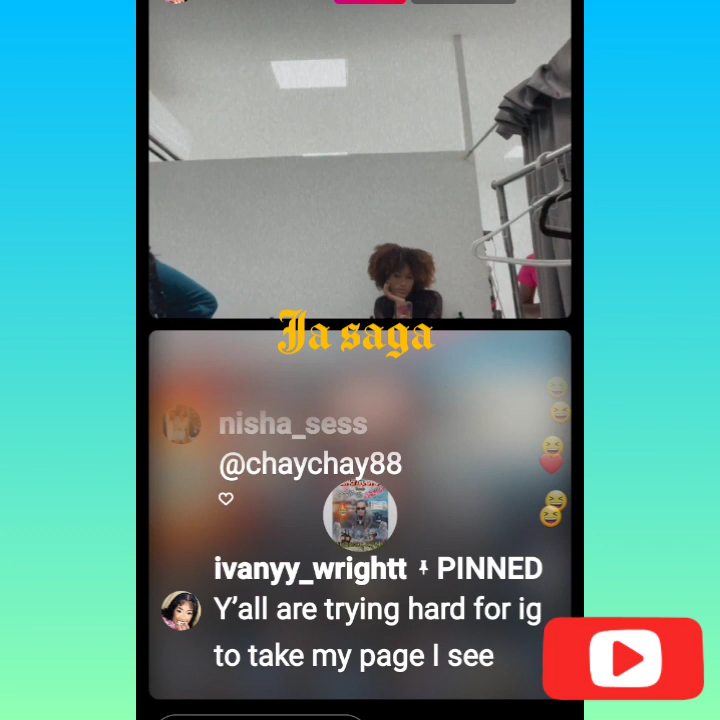 Ja saga
nisha_sess
@chaychay88
ivanyy_wrightt PINNED
Y’all are trying hard for ig
to take my page I see